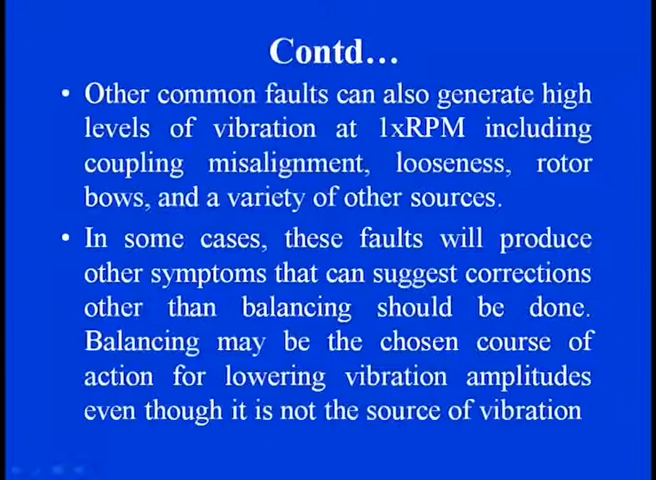 Contd…
• Other common faults can also generate high
levels of vibration at 1xRPM including
coupling misalignment, looseness, rotor
bows, and a variety of other sources.
• In some cases, these faults will produce
other symptoms that can suggest corrections
other than balancing should be done.
Balancing may be the chosen course of
action for lowering vibration amplitudes
even though it is not the source of vibration